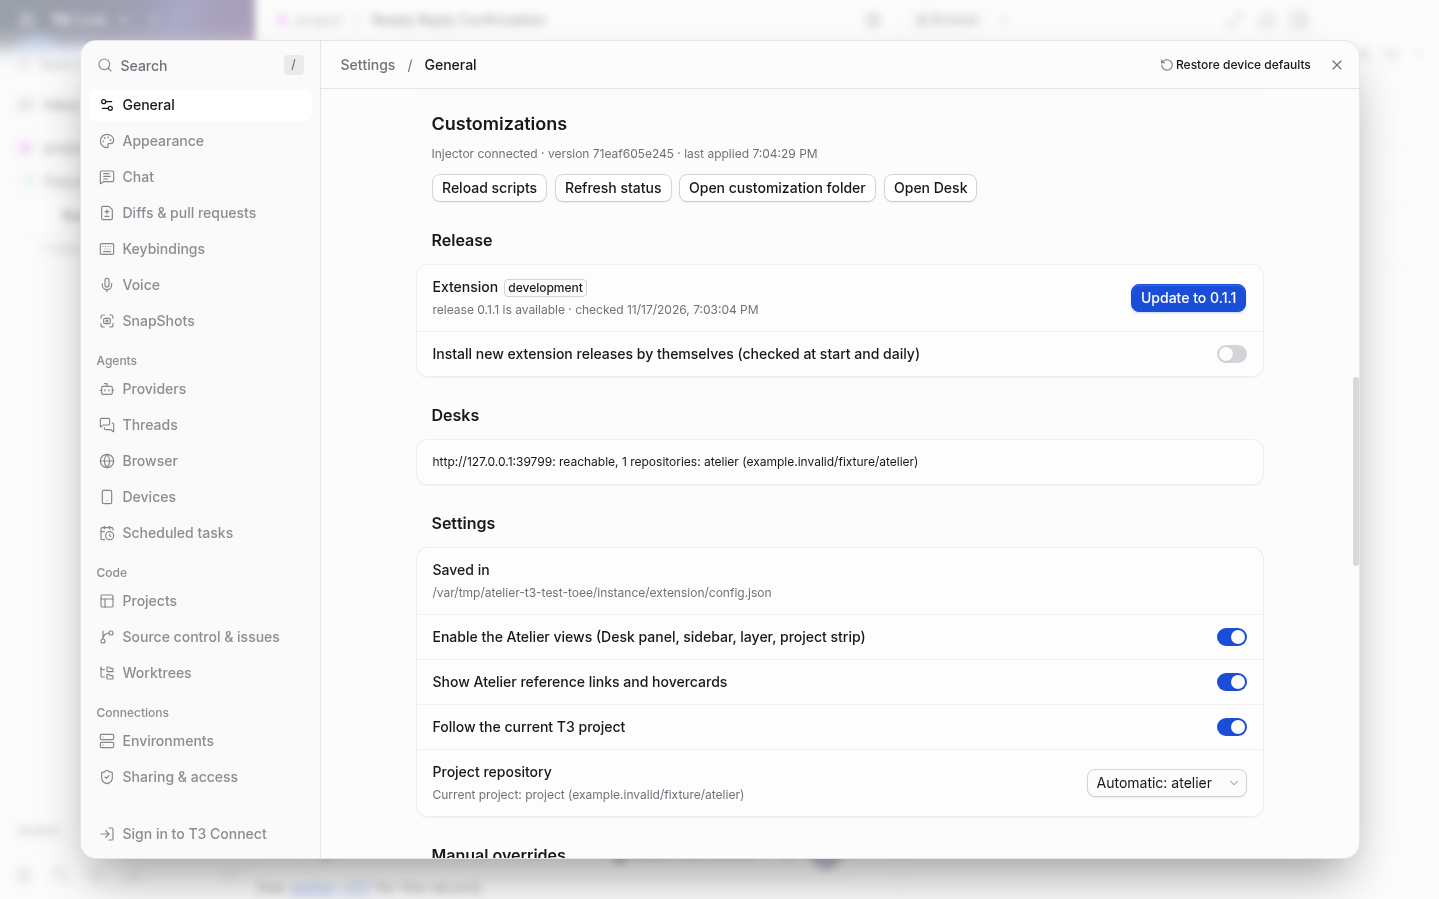 Search
/
General
Appearance
Chat
Diffs & pull requests
Keybindings
Voice
SnapShots
Agents
Providers
Threads
Browser
Devices
Scheduled tasks
Code
Projects
Source control & issues
Worktrees
Connections
Environments
Sharing & access
Sign in to T3 Connect
Settings / General
Restore device defaults
Customizations
Injector connected · version 71eaf605e245 · last applied 7:04:29 PM
Reload scripts
Refresh status
Open customization folder
Open Desk
Release
Extension development
release 0.1.1 is available · checked 11/17/2026, 7:03:04 PM
Update to 0.1.1
Install new extension releases by themselves (checked at start and daily)
Desks
http://127.0.0.1:39799: reachable, 1 repositories: atelier (example.invalid/fixture/atelier)
Settings
Saved in
/var/tmp/atelier-t3-test-toee/instance/extension/config.json
Enable the Atelier views (Desk panel, sidebar, layer, project strip)
Show Atelier reference links and hovercards
Follow the current T3 project
Project repository
Current project: project (example.invalid/fixture/atelier)
Automatic: atelier
Manual overrides